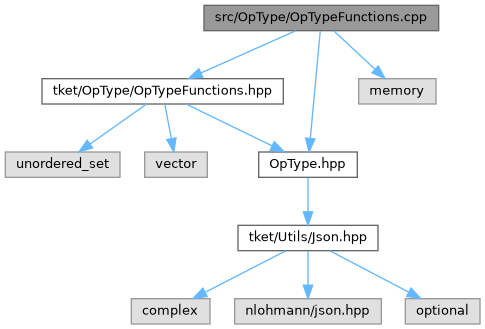 src/OpType/OpTypeFunctions.cpp
tket/OpType/OpTypeFunctions.hpp
memory
unordered_set
vector
OpType.hpp
tket/Utils/Json.hpp
complex
nlohmann/json.hpp
optional